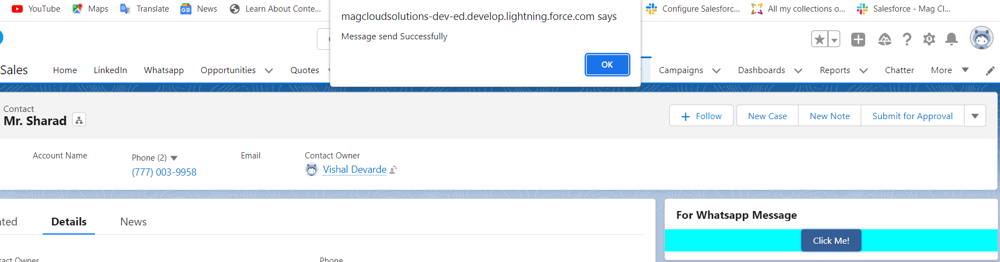 YouTube Maps Translate News Learn About Conte... Configure Salesforc... All my collections o... Salesforce - Mag Cl...
magcloudsolutions-dev-ed.develop.lightning.force.com says
Message send Successfully
OK
Sales Home LinkedIn Whatsapp Opportunities Quotes Campaigns Dashboards Reports Chatter More
Contact
Mr. Sharad
Follow New Case New Note Submit for Approval
Account Name Phone (2) Email Contact Owner
(777) 003-9958 Vishal Devarde
For Whatsapp Message
Details News
Click Me!
Owner Phone